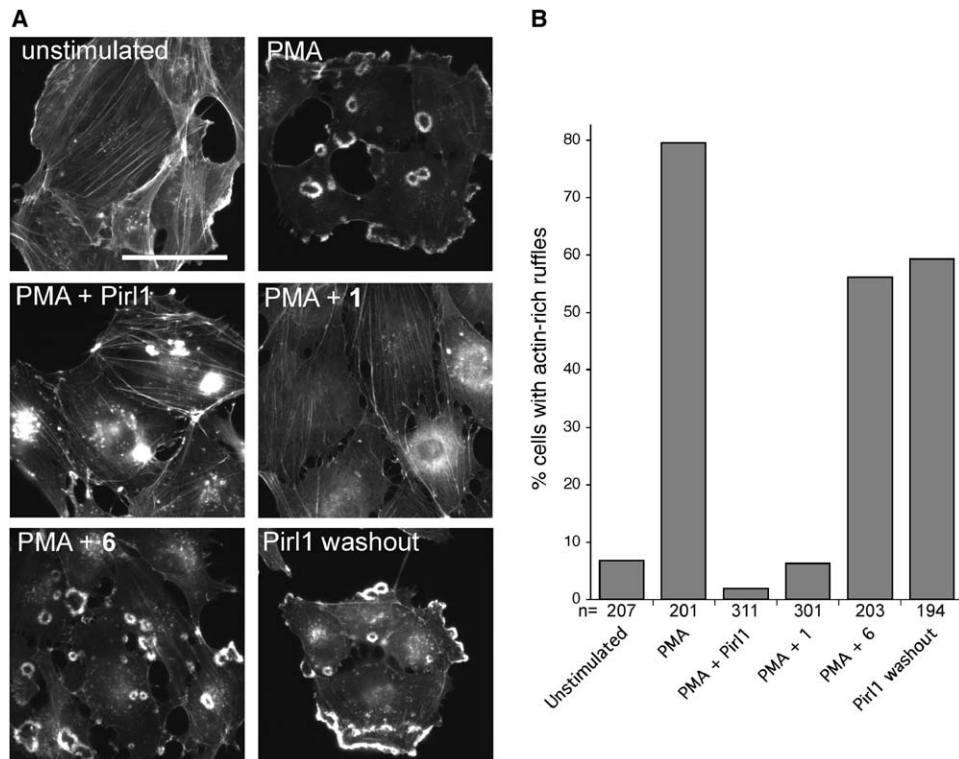 A
unstimulated
PMA
PMA + Pirl1
PMA + 1
PMA + 6
Pirl1 washout
B
% cells with actin-rich ruffles
80
70
60
50
40
30
20
10
0
n= 207 201 311 301 203 194
Unstimulated
PMA
PMA + Pirl1
PMA + 1
PMA + 6
Pirl1 washout